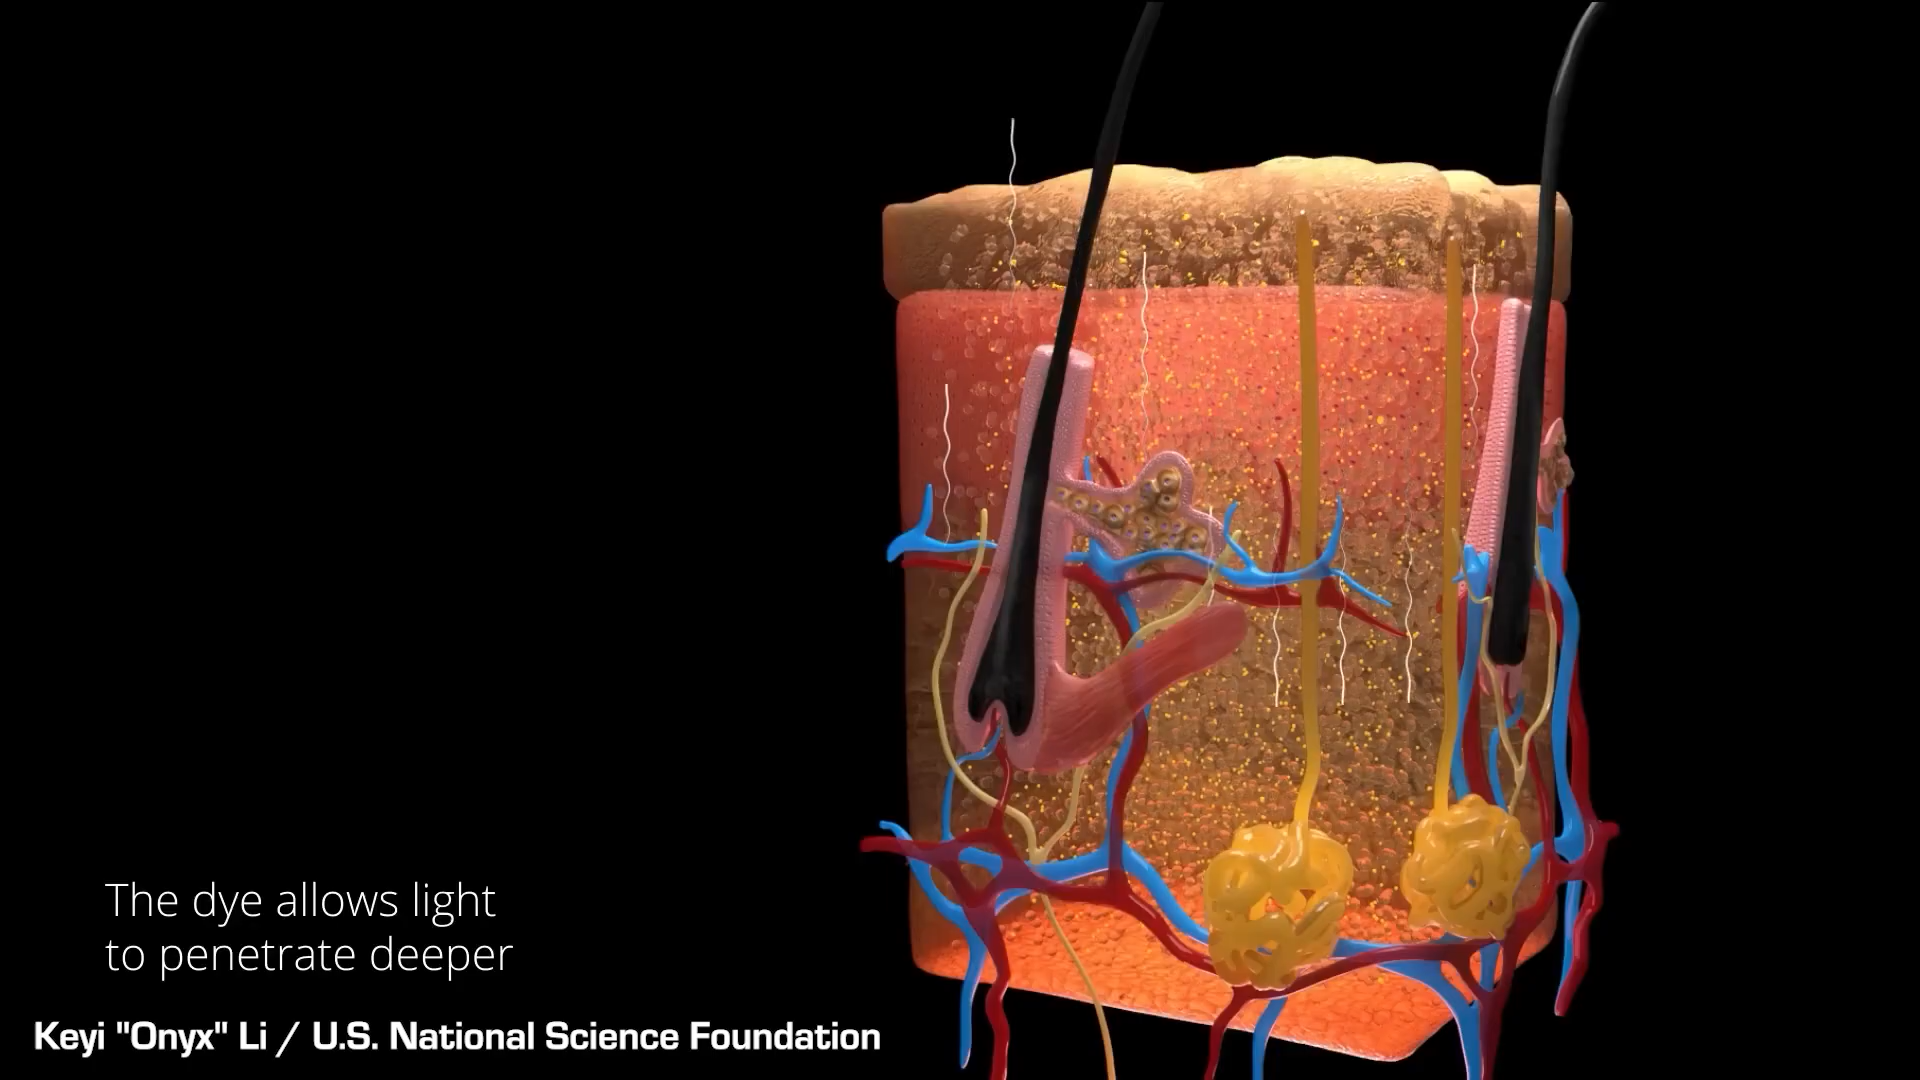 The dye allows light
to penetrate deeper
Keyi "Onyx" Li / U.S. National Science Foundation